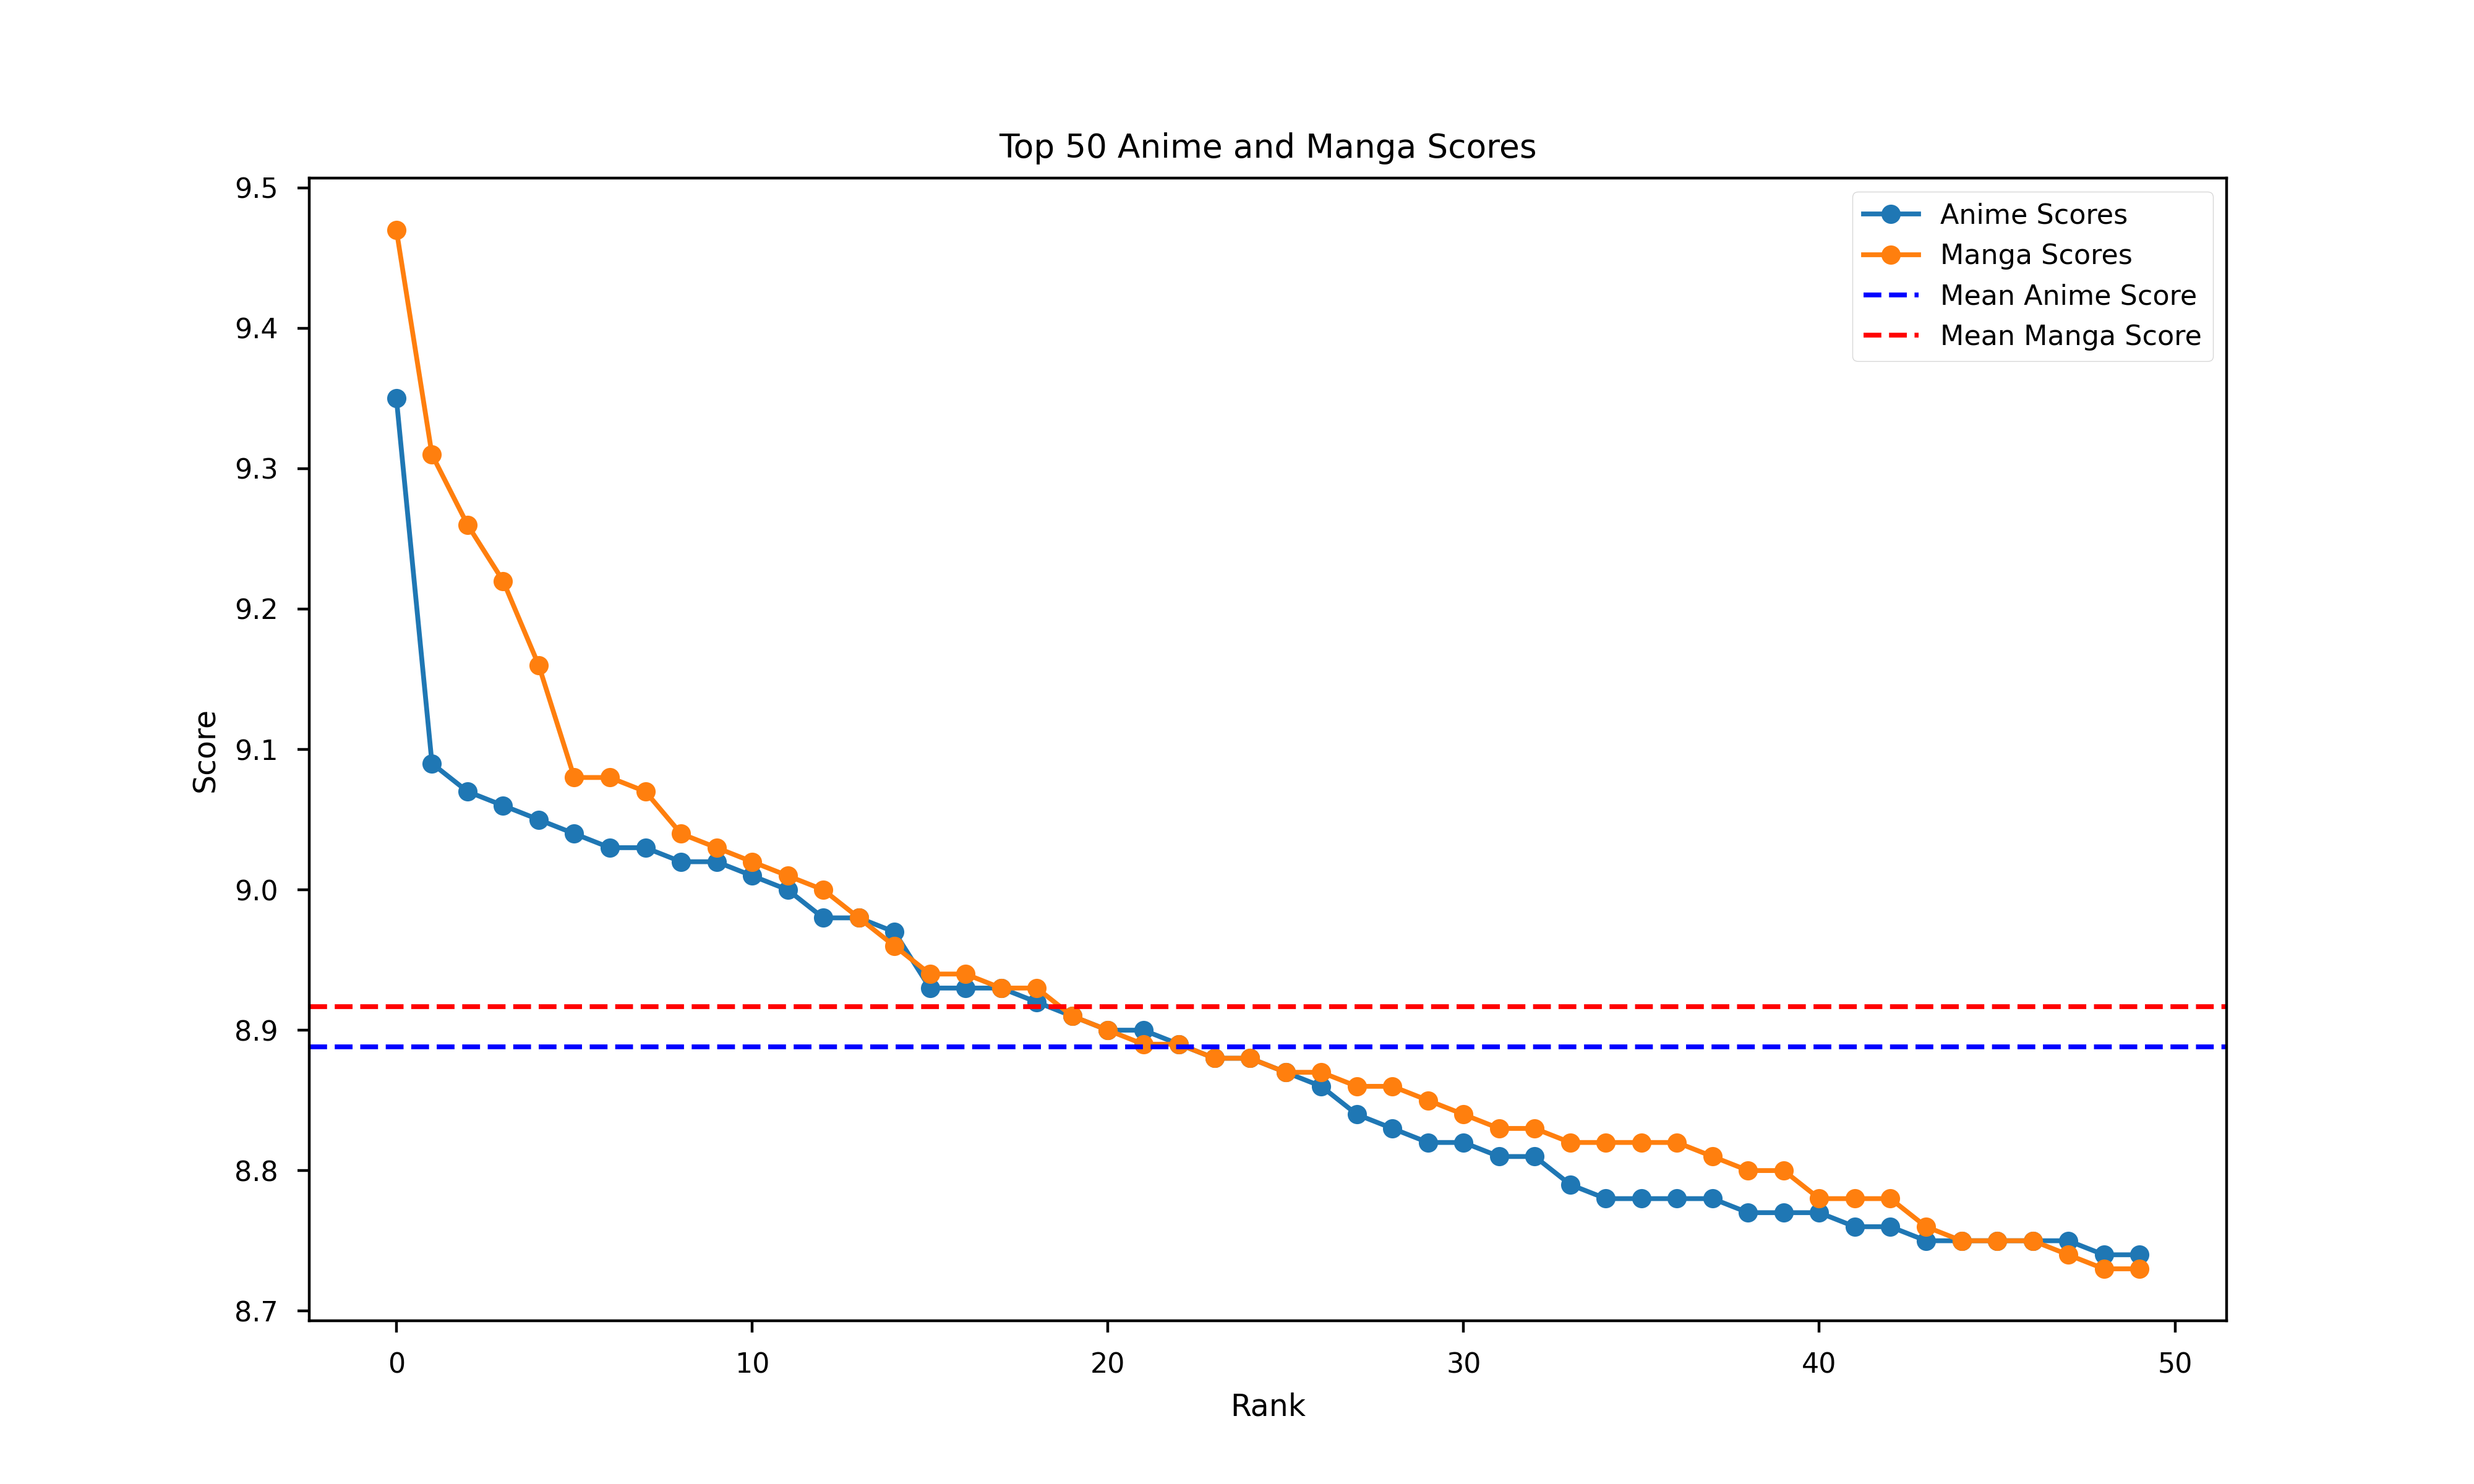 Top 50 Anime and Manga Scores
Anime Scores
Manga Scores
Mean Anime Score
Mean Manga Score
Score
9.5
9.4
9.3
9.2
9.1
9.0
8.9
8.8
8.7
0 10 20 30 40 50
Rank